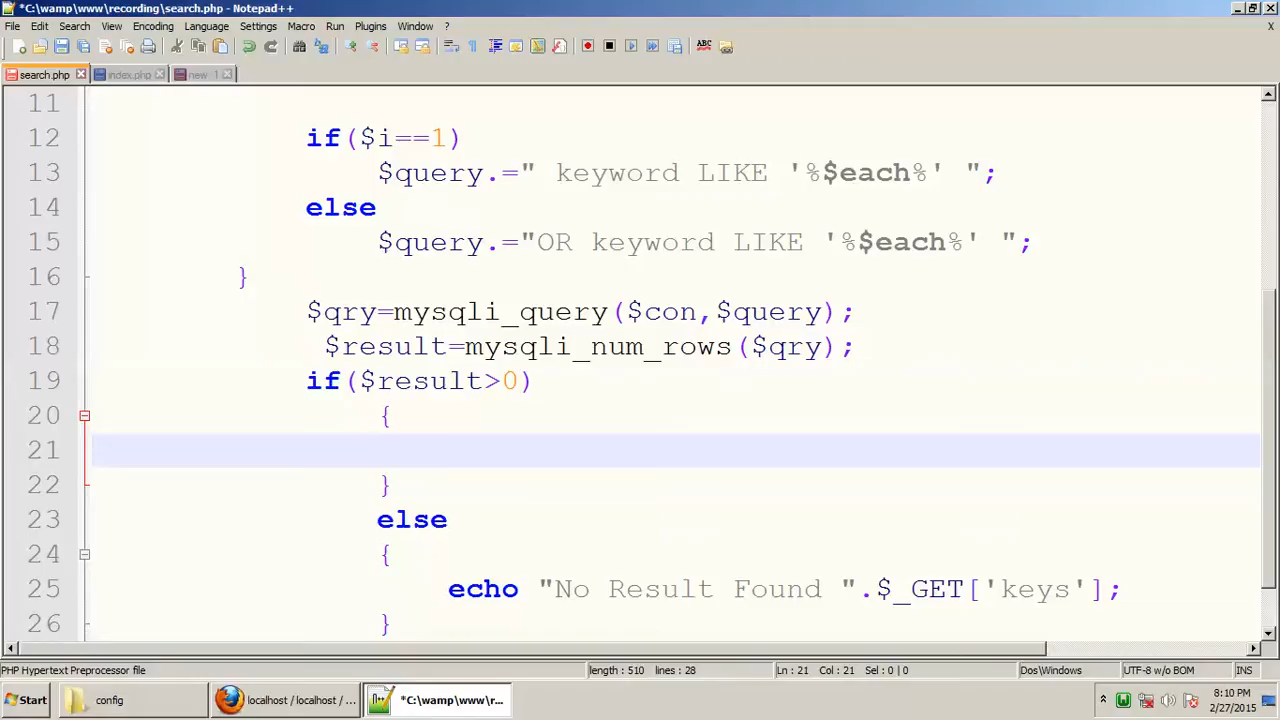 *C:\wamp\www\recording\search.php - Notepad++
File Edit Search View Encoding Language Settings Macro Run Plugins Window ? X
search.php index.php new 1
11
12 if($i==1)
13 $query.=" keyword LIKE '%$each%' ";
14 else
15 $query.="OR keyword LIKE '%$each%' ";
16 }
17 $qry=mysqli_query($con,$query);
18 $result=mysqli_num_rows($qry);
19 if($result>0)
20 {
21
22 }
23 else
24 {
25 echo "No Result Found ".$_GET['keys'];
26 }
PHP Hypertext Preprocessor file length : 510 lines : 28 Ln : 21 Col : 21 Sel : 0 | 0 Dos\Windows UTF-8 w/o BOM INS
Start config localhost / localhost / ... *C:\wamp\www\r... 8:10 PM
2/27/2015